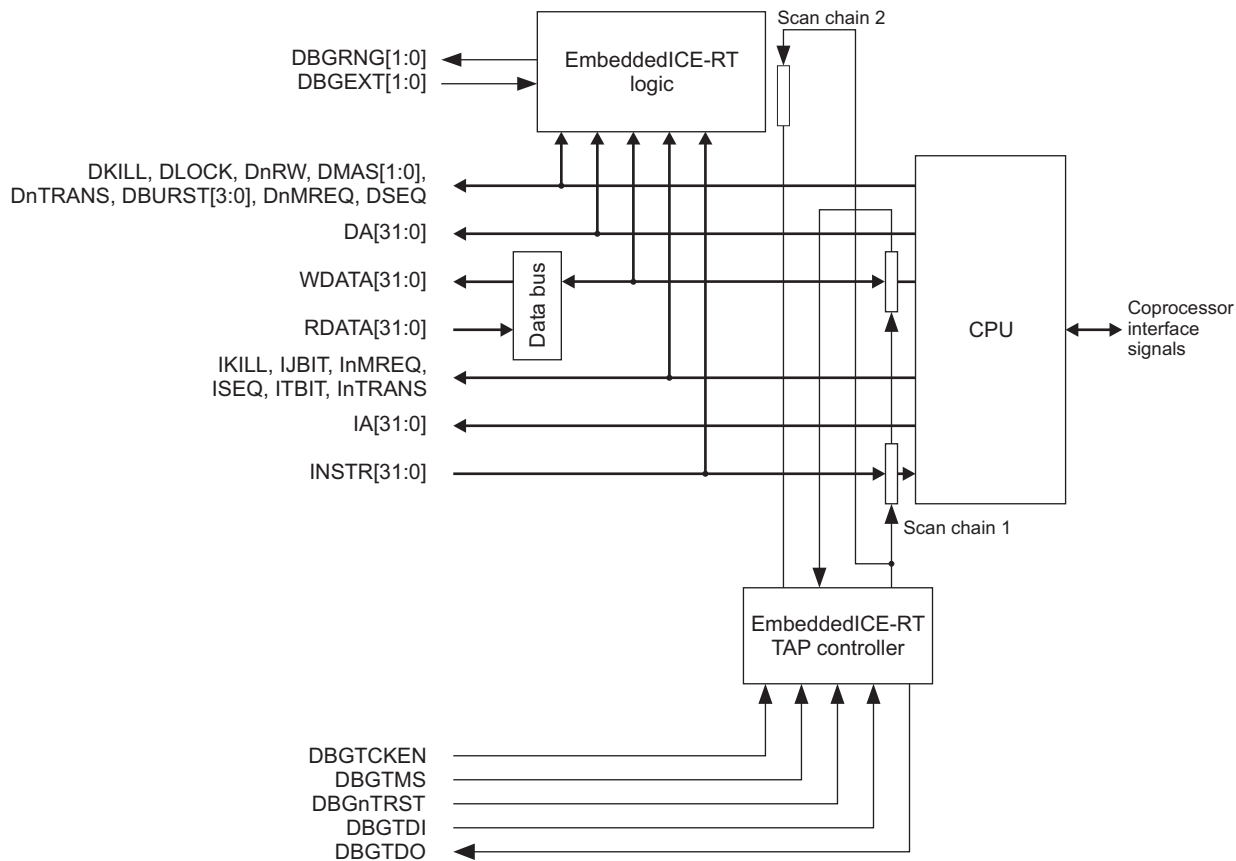 Scan chain 2
DBGRNG[1:0]
DBGEXT[1:0]
EmbeddedICE-RT
logic
DKILL, DLOCK, DnRW, DMAS[1:0],
DnTRANS, DBURST[3:0], DnMREQ, DSEQ
DA[31:0]
WDATA[31:0]
RDATA[31:0]
Data bus
CPU
Coprocessor
interface
signals
IKILL, IJBIT, InMREQ,
ISEQ, ITBIT, InTRANS
IA[31:0]
INSTR[31:0]
Scan chain 1
EmbeddedICE-RT
TAP controller
DBGTCKEN
DBGTMS
DBGnTRST
DBGTDI
DBGTDO